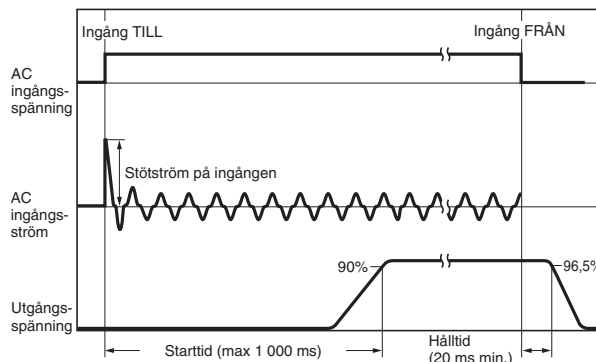 Ingång TILL
Ingång FRÅN
AC
ingångs-
spänning
Stötström på ingången
AC
ingångs-
ström
90%
96,5%
Utgångs-
spänning
Starttid (max 1 000 ms)
Hålltid
(20 ms min.)